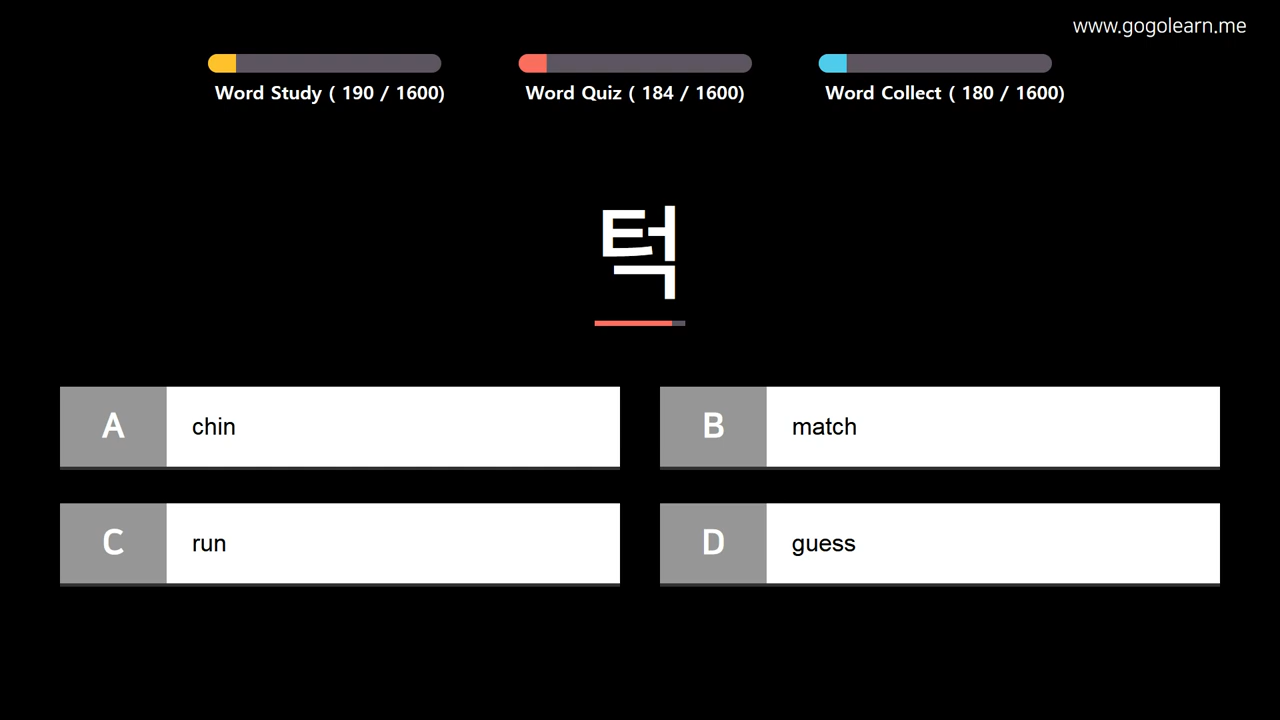 www.gogolearn.me
Word Study ( 190 / 1600)
Word Quiz ( 184 / 1600)
Word Collect ( 180 / 1600)
턱
A chin
B match
C run
D guess